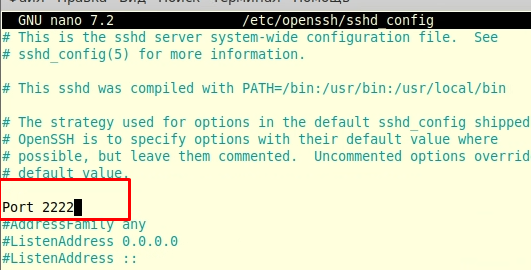 Файл Правка Вид Поиск Терминал Помощь
GNU nano 7.2 /etc/openssh/sshd_config
# This is the sshd server system-wide configuration file. See
# sshd_config(5) for more information.
# This sshd was compiled with PATH=/bin:/usr/bin:/usr/local/bin
# The strategy used for options in the default sshd_config shipped
# OpenSSH is to specify options with their default value where
# possible, but leave them commented. Uncommented options overrid
# default value.
Port 2222
#AddressFamily any
#ListenAddress 0.0.0.0
#ListenAddress ::